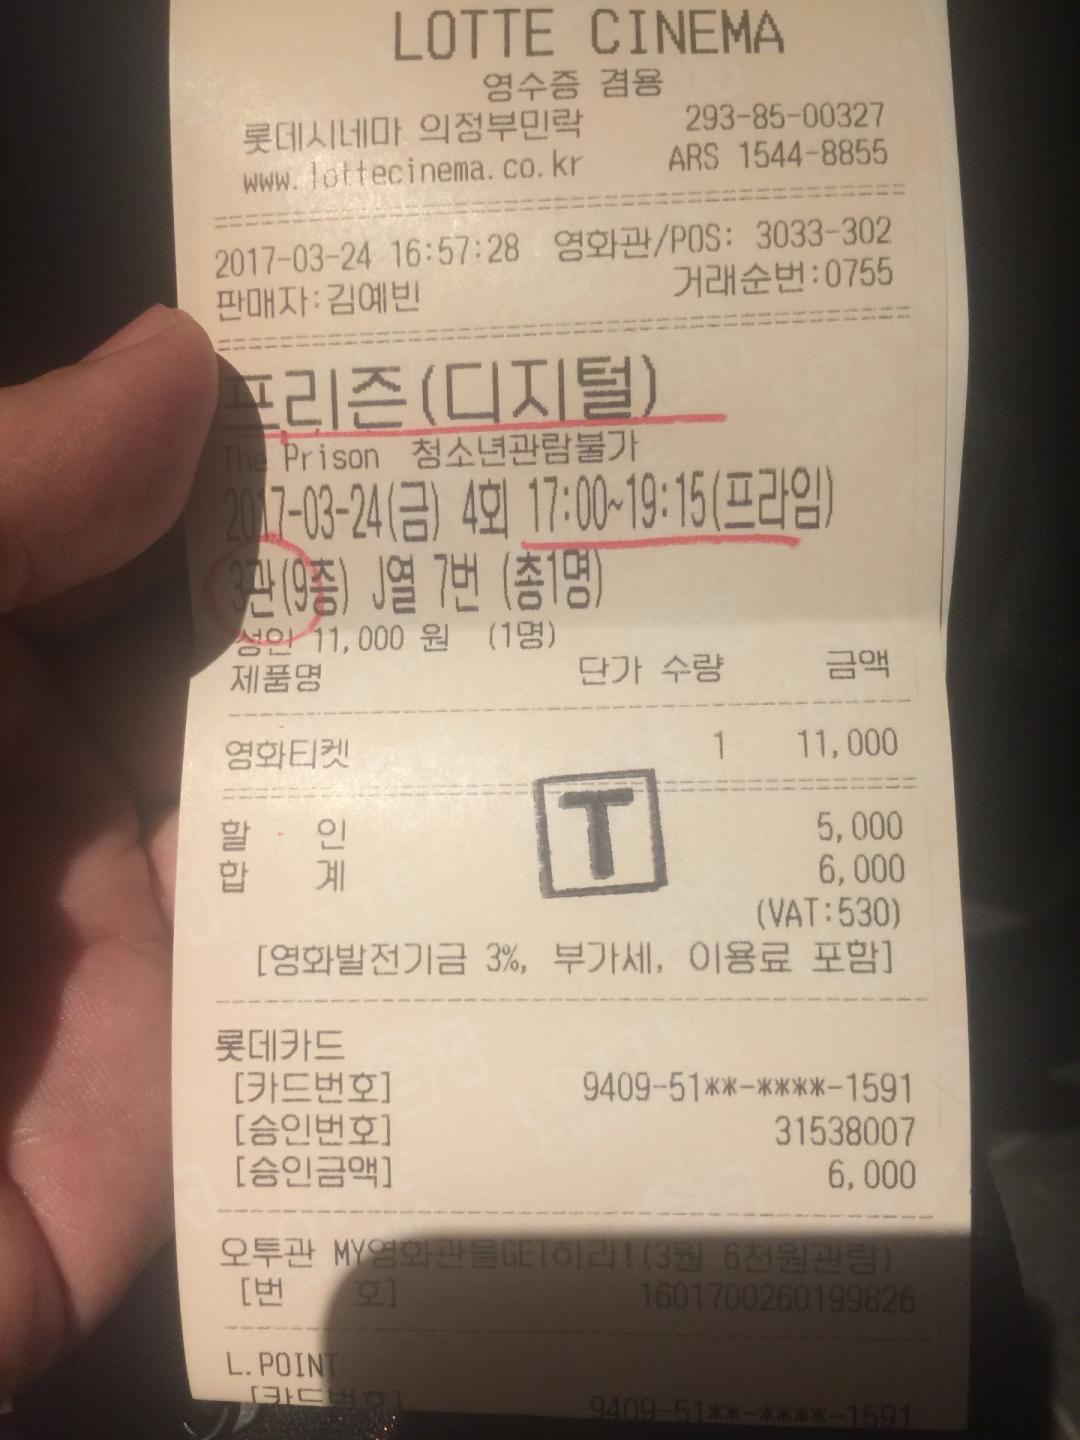 LOTTE CINEMA
영수증 겸용
롯데시네마 의정부민락 293-85-00327
www.lottecinema.co.kr ARS 1544-8855
2017-03-24 16:57:28 영화관/POS: 3033-302
판매자:김예빈 거래순번:0755
프리즌(디지털)
The Prison 청소년관람불가
2017-03-24(금) 4회 17:00~19:15(프라임)
3관(9층) J열 7번 (총1명)
성인 11,000 원 (1명)
제품명 단가 수량 금액
영화티켓 1 11,000
T
할 인 5,000
합 계 6,000
(VAT:530)
[영화발전기금 3%, 부가세, 이용료 포함]
롯데카드
[카드번호] 9409-51**-****-1591
[승인번호] 31538007
[승인금액] 6,000
오투관 MY영화관을GET하라!(3월 6천원관람)
[번 호] 1601700260199826
L.POINT
[카드번호] 9409-51**-****-1591